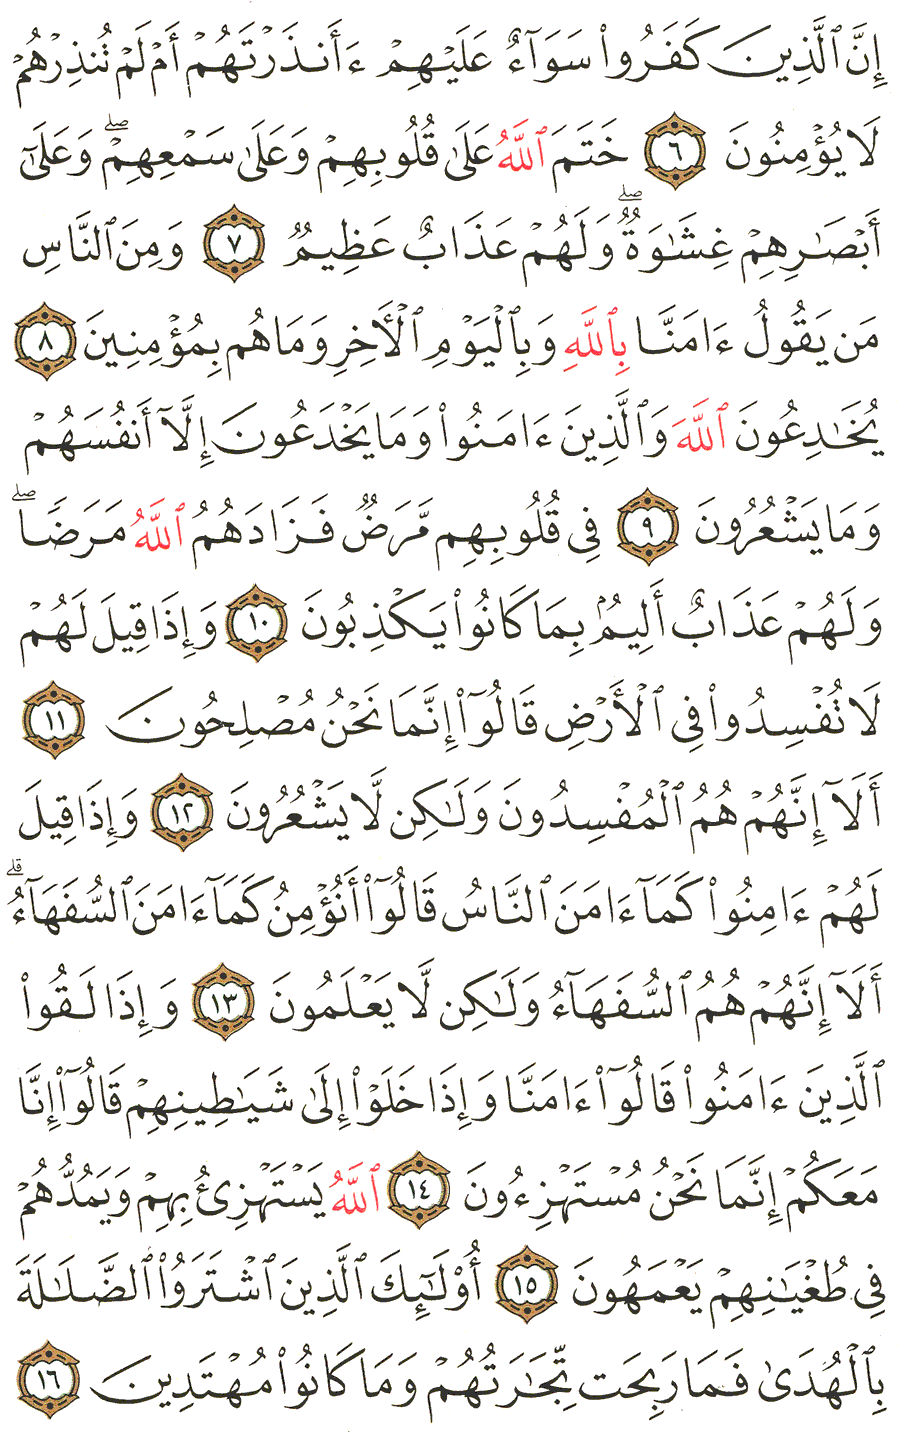 إِنَّ ٱلَّذِينَ كَفَرُوا۟ سَوَآءٌ عَلَيْهِمْ ءَأَنذَرْتَهُمْ أَمْ لَمْ تُنذِرْهُمْ
لَا يُؤْمِنُونَ ٦ خَتَمَ ٱللَّهُ عَلَىٰ قُلُوبِهِمْ وَعَلَىٰ سَمْعِهِمْ ۖ وَعَلَىٰٓ
أَبْصَـٰرِهِمْ غِشَـٰوَةٌ ۖ وَلَهُمْ عَذَابٌ عَظِيمٌ ٧ وَمِنَ ٱلنَّاسِ
مَن يَقُولُ ءَامَنَّا بِٱللَّهِ وَبِٱلْيَوْمِ ٱلْـَٔاخِرِ وَمَا هُم بِمُؤْمِنِينَ ٨
يُخَـٰدِعُونَ ٱللَّهَ وَٱلَّذِينَ ءَامَنُوا۟ وَمَا يَخْدَعُونَ إِلَّآ أَنفُسَهُمْ
وَمَا يَشْعُرُونَ ٩ فِى قُلُوبِهِم مَّرَضٌ فَزَادَهُمُ ٱللَّهُ مَرَضًا ۖ
وَلَهُمْ عَذَابٌ أَلِيمٌۢ بِمَا كَانُوا۟ يَكْذِبُونَ ١٠ وَإِذَا قِيلَ لَهُمْ
لَا تُفْسِدُوا۟ فِى ٱلْأَرْضِ قَالُوٓا۟ إِنَّمَا نَحْنُ مُصْلِحُونَ ١١
أَلَآ إِنَّهُمْ هُمُ ٱلْمُفْسِدُونَ وَلَـٰكِن لَّا يَشْعُرُونَ ١٢ وَإِذَا قِيلَ
لَهُمْ ءَامِنُوا۟ كَمَآ ءَامَنَ ٱلنَّاسُ قَالُوٓا۟ أَنُؤْمِنُ كَمَآ ءَامَنَ ٱلسُّفَهَآءُ ۗ
أَلَآ إِنَّهُمْ هُمُ ٱلسُّفَهَآءُ وَلَـٰكِن لَّا يَعْلَمُونَ ١٣ وَإِذَا لَقُوا۟
ٱلَّذِينَ ءَامَنُوا۟ قَالُوٓا۟ ءَامَنَّا وَإِذَا خَلَوْا۟ إِلَىٰ شَيَـٰطِينِهِمْ قَالُوٓا۟ إِنَّا
مَعَكُمْ إِنَّمَا نَحْنُ مُسْتَهْزِءُونَ ١٤ ٱللَّهُ يَسْتَهْزِئُ بِهِمْ وَيَمُدُّهُمْ
فِى طُغْيَـٰنِهِمْ يَعْمَهُونَ ١٥ أُو۟لَـٰٓئِكَ ٱلَّذِينَ ٱشْتَرَوُا۟ ٱلضَّلَـٰلَةَ
بِٱلْهُدَىٰ فَمَا رَبِحَت تِّجَـٰرَتُهُمْ وَمَا كَانُوا۟ مُهْتَدِينَ ١٦